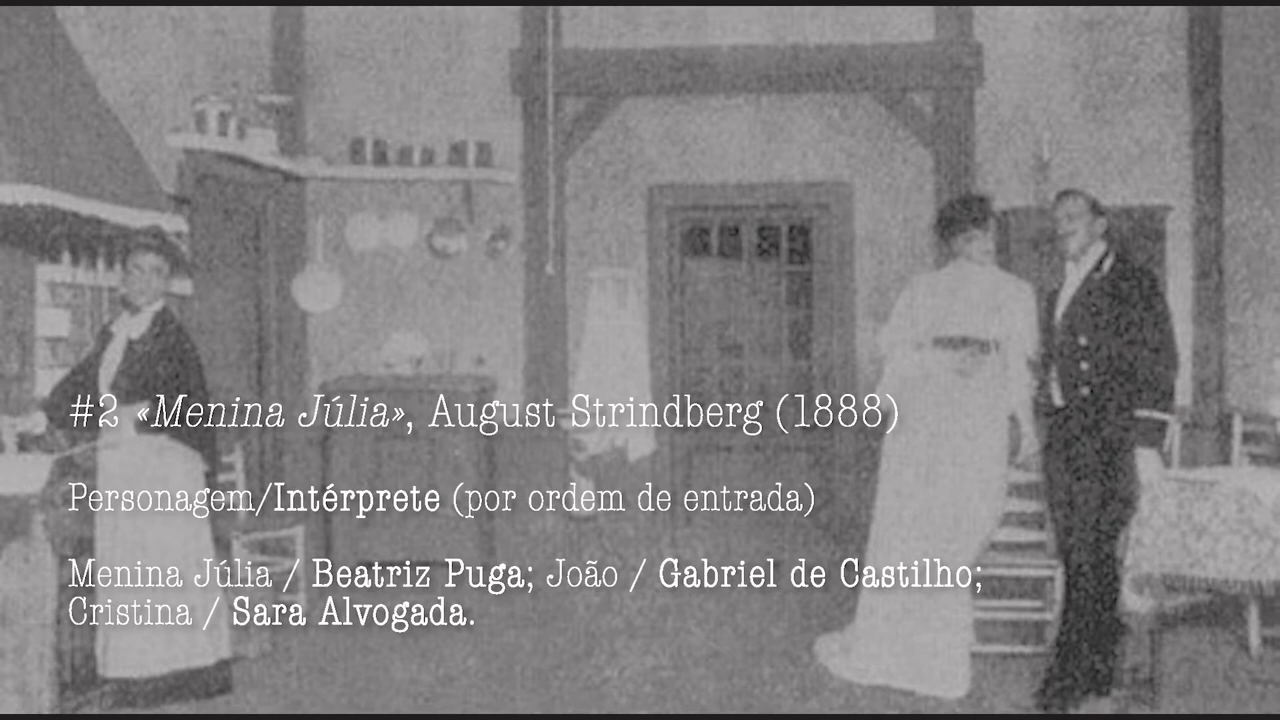 #2 «Menina Júlia», August Strindberg (1888)
Personagem/Intérprete (por ordem de entrada)
Menina Júlia / Beatriz Puga; João / Gabriel de Castilho;
Cristina / Sara Alvogada.